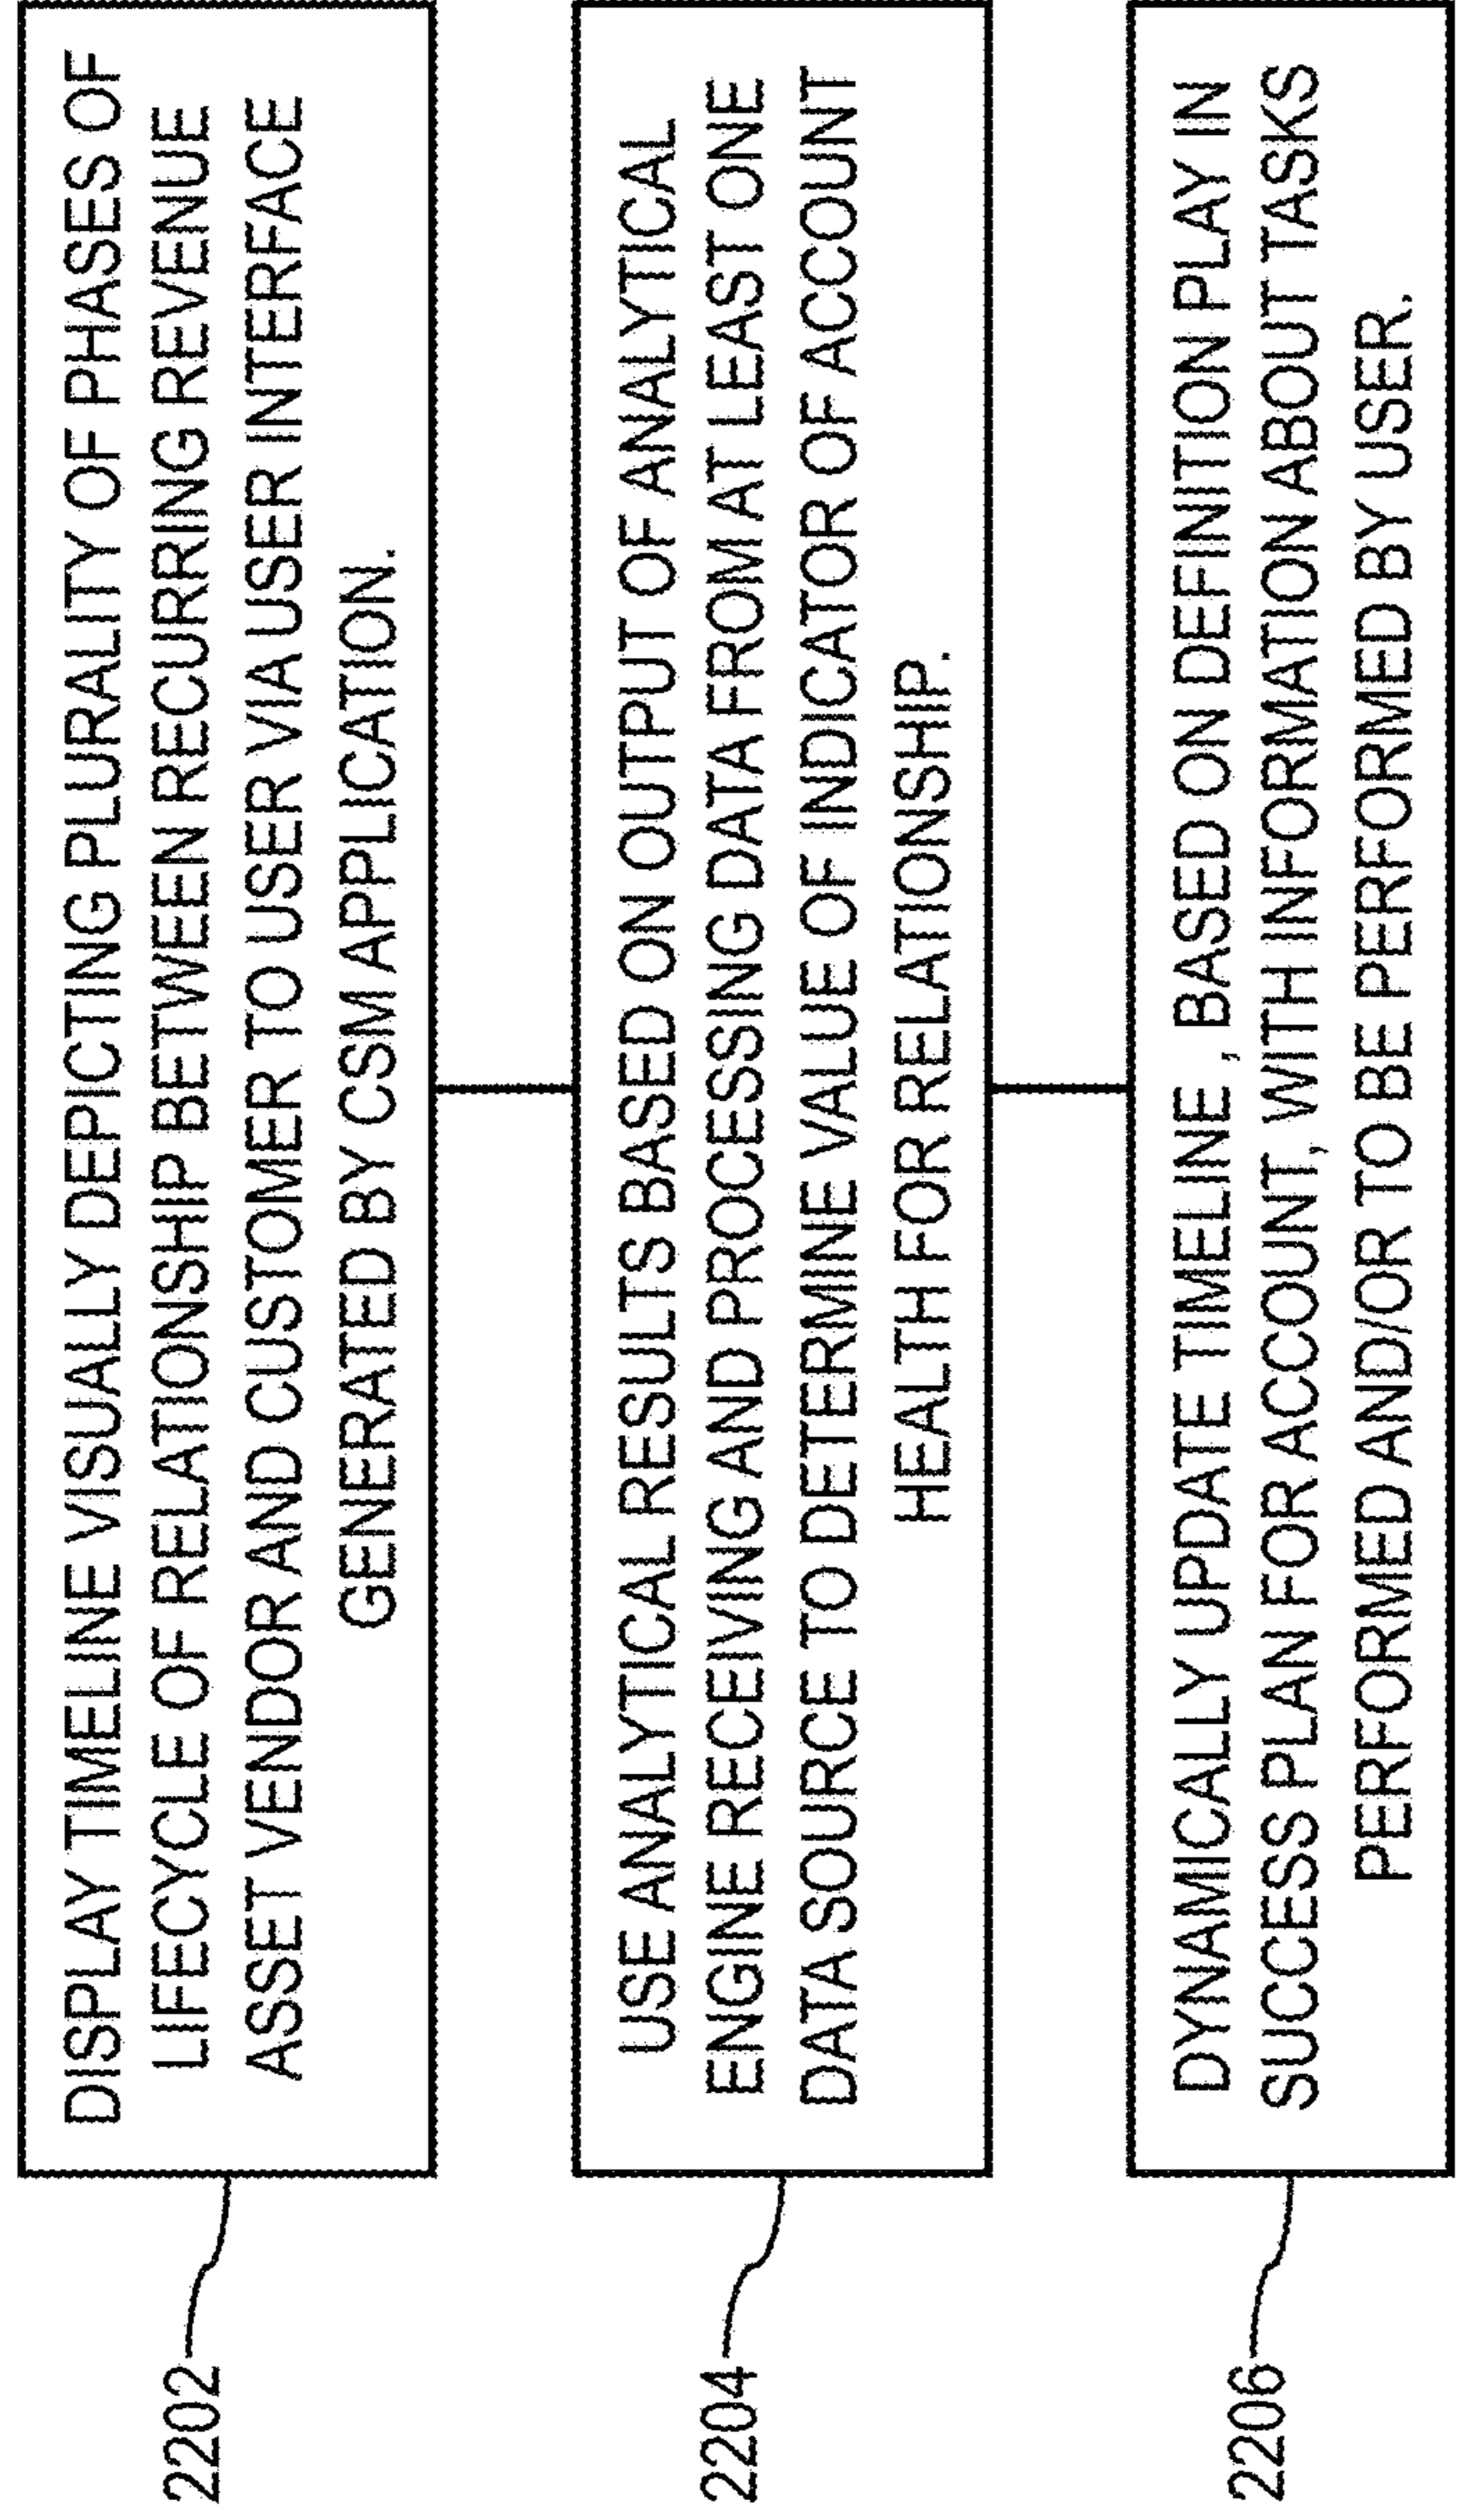 2202
DISPLAY TIMELINE VISUALLY DEPICTING PLURALITY OF PHASES OF
LIFECYCLE OF RELATIONSHIP BETWEEN RECURRING REVENUE
ASSET VENDOR AND CUSTOMER TO USER VIA USER INTERFACE
GENERATED BY CSM APPLICATION.
2204
USE ANALYTICAL RESULTS BASED ON OUTPUT OF ANALYTICAL
ENGINE RECEIVING AND PROCESSING DATA FROM AT LEAST ONE
DATA SOURCE TO DETERMINE VALUE OF INDICATOR OF ACCOUNT
HEALTH FOR RELATIONSHIP.
2206
DYNAMICALLY UPDATE TIMELINE , BASED ON DEFINITION PLAY IN
SUCCESS PLAN FOR ACCOUNT, WITH INFORMATION ABOUT TASKS
PERFORMED AND/OR TO BE PERFORMED BY USER.